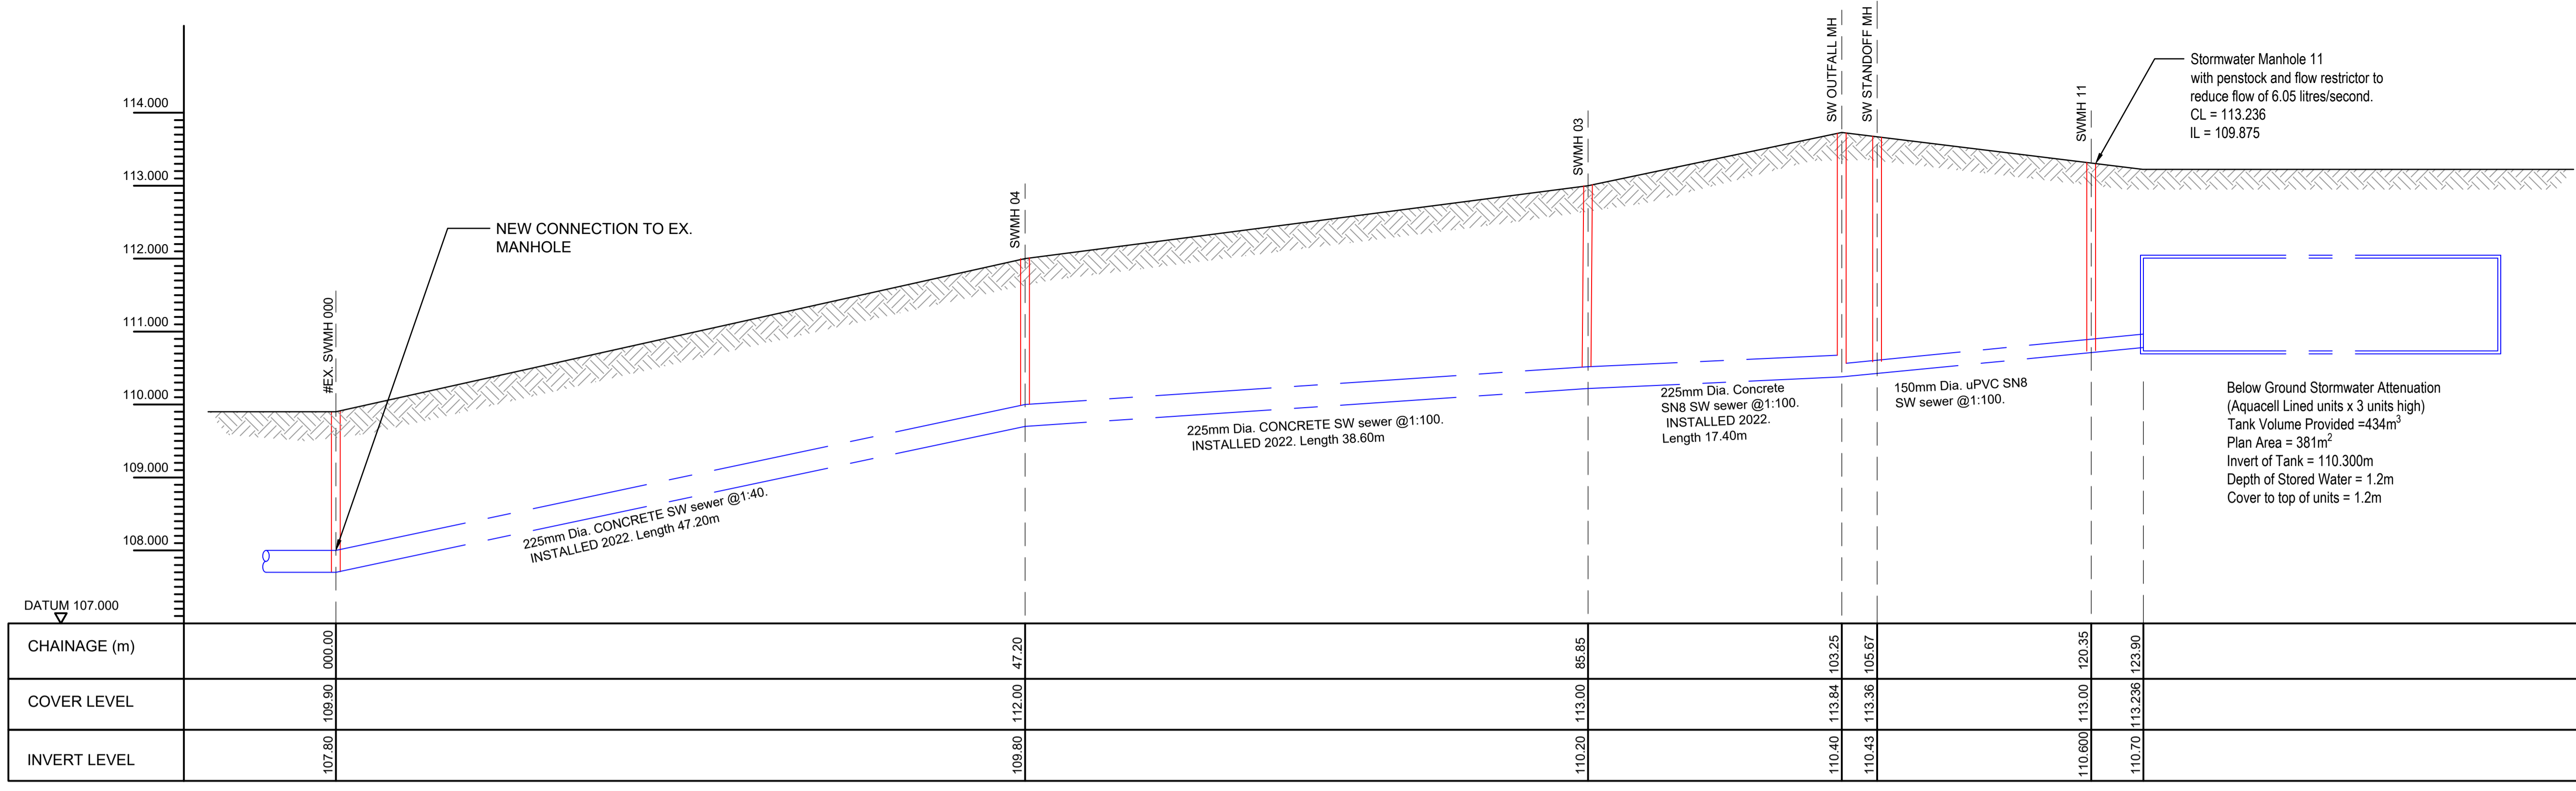 114.000
113.000
112.000
111.000
110.000
109.000
108.000
DATUM 107.000
#EX. SWMH 000
NEW CONNECTION TO EX.
MANHOLE
SWMH 04
SWMH 03
SW OUTFALL MH
SW STANDOFF MH
SWMH 11
Stormwater Manhole 11
with penstock and flow restrictor to
reduce flow of 6.05 litres/second.
CL = 113.236
IL = 109.875
225mm Dia. CONCRETE SW sewer @1:40.
INSTALLED 2022. Length 47.20m
225mm Dia. CONCRETE SW sewer @1:100.
INSTALLED 2022. Length 38.60m
225mm Dia. Concrete
SN8 SW sewer @1:100.
INSTALLED 2022.
Length 17.40m
150mm Dia. uPVC SN8
SW sewer @1:100.
Below Ground Stormwater Attenuation
(Aquacell Lined units x 3 units high)
Tank Volume Provided =434m³
Plan Area = 381m²
Invert of Tank = 110.300m
Depth of Stored Water = 1.2m
Cover to top of units = 1.2m
CHAINAGE (m) 000.00 47.20 85.85 103.25 105.67 120.35 123.90
COVER LEVEL 109.90 112.00 113.00 113.84 113.36 113.00 113.236
INVERT LEVEL 107.80 109.80 110.20 110.40 110.43 110.600 110.70